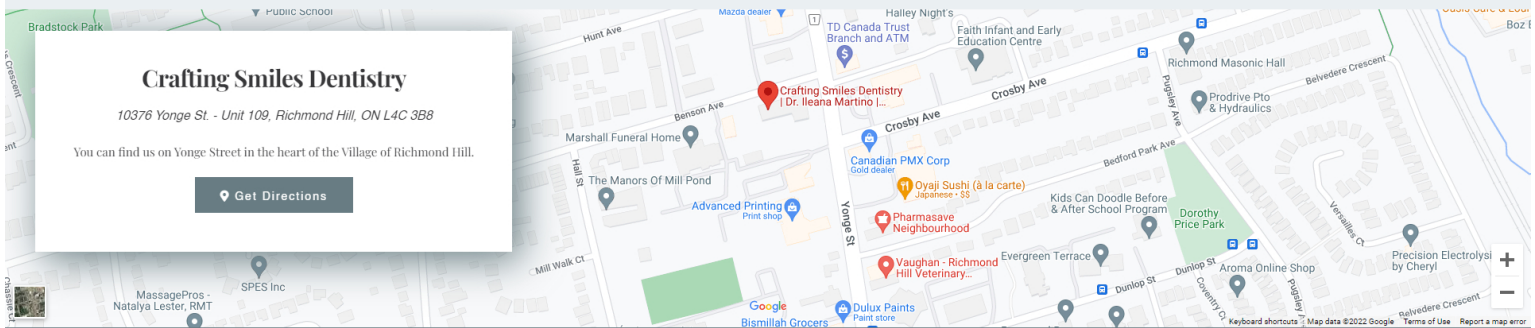 Crafting Smiles Dentistry
10376 Yonge St. - Unit 109, Richmond Hill, ON L4C 3B8
You can find us on Yonge Street in the heart of the Village of Richmond Hill.
Get Directions
Bradstock Park
Public School
Hunt Ave
Mazda dealer
1
TD Canada Trust
Branch and ATM
Halley Night's
Faith Infant and Early
Education Centre
Richmond Masonic Hall
Belvedere Crescent
Crafting Smiles Dentistry
| Dr. Ileana Martino |...
Benson Ave
Crosby Ave
Crosby Ave
Pugsley Ave
Prodrive Pto
& Hydraulics
Marshall Funeral Home
Canadian PMX Corp
Gold dealer
Bedford Park Ave
Hall St
The Manors Of Mill Pond
Oyaji Sushi (à la carte)
Japanese • $$
Kids Can Doodle Before
& After School Program
Advanced Printing
Print shop
Yonge St
Pharmasave
Neighbourhood
Dorothy
Price Park
Versailles Ct
Mill Walk Ct
Vaughan - Richmond
Hill Veterinary...
Evergreen Terrace
Dunlop St
Dunlop St
Aroma Online Shop
Precision Electrolysi
by Cheryl
SPES Inc
MassagePros -
Natalya Lester, RMT
Google
Bismillah Grocers
Dulux Paints
Paint store
Coventry Ct
Belvedere Crescent
Keyboard shortcuts
Map data ©2022 Google
Terms of Use
Report a map error